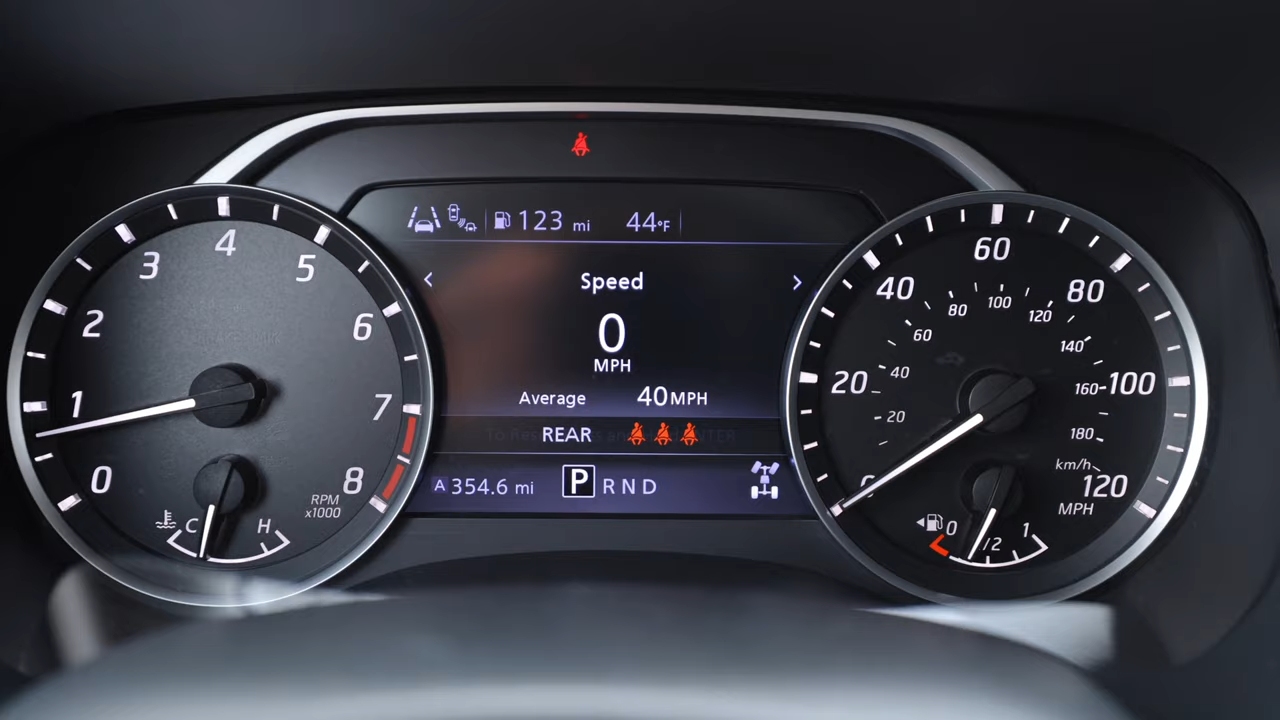 123 mi 44°F
Speed
0
MPH
Average 40 MPH
REAR
A 354.6 mi P R N D
0 1 2 3 4 5 6 7 8
RPM
x1000
C H
0 20 40 60 80 100 120
MPH
20 40 60 80 100 120 140 160 180
km/h
0 1/2 1